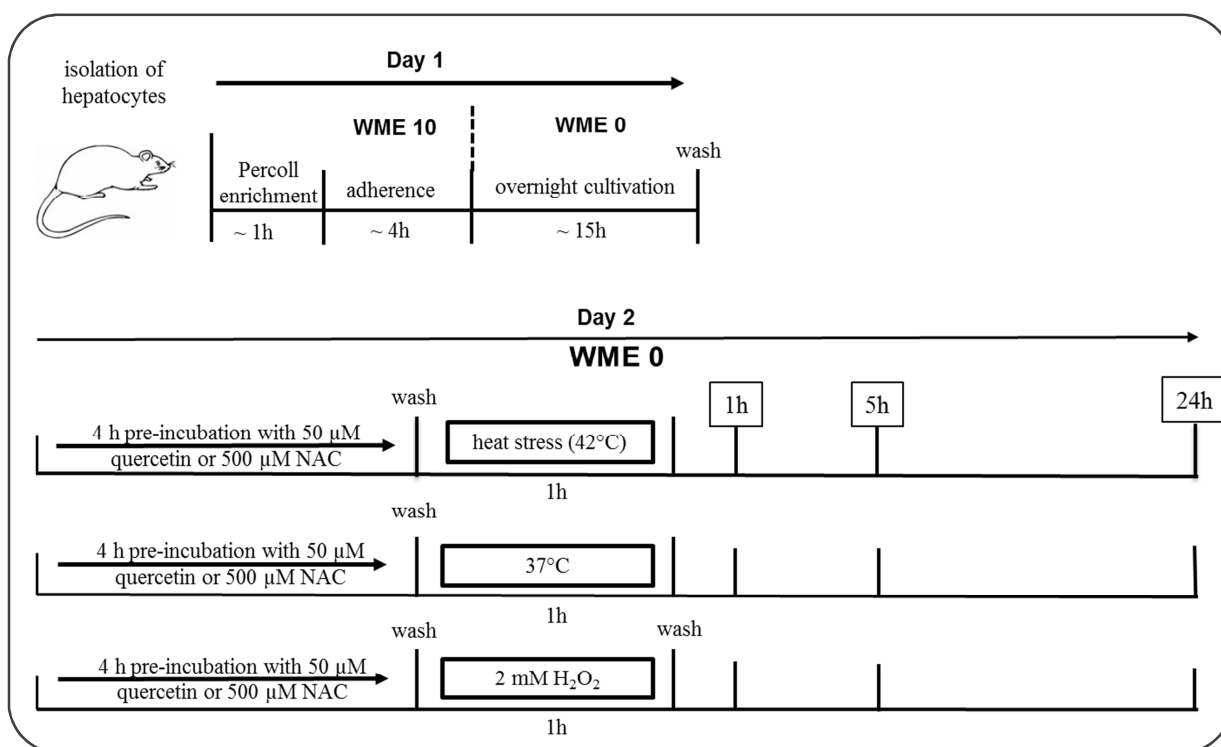 isolation of
hepatocytes
Day 1
WME 10
WME 0
wash
Percoll
enrichment
adherence
overnight cultivation
~ 1h
~ 4h
~ 15h
Day 2
WME 0
wash
1h
5h
24h
4 h pre-incubation with 50 µM
quercetin or 500 µM NAC
heat stress (42°C)
1h
wash
4 h pre-incubation with 50 µM
quercetin or 500 µM NAC
37°C
1h
wash
wash
4 h pre-incubation with 50 µM
quercetin or 500 µM NAC
2 mM H₂O₂
1h